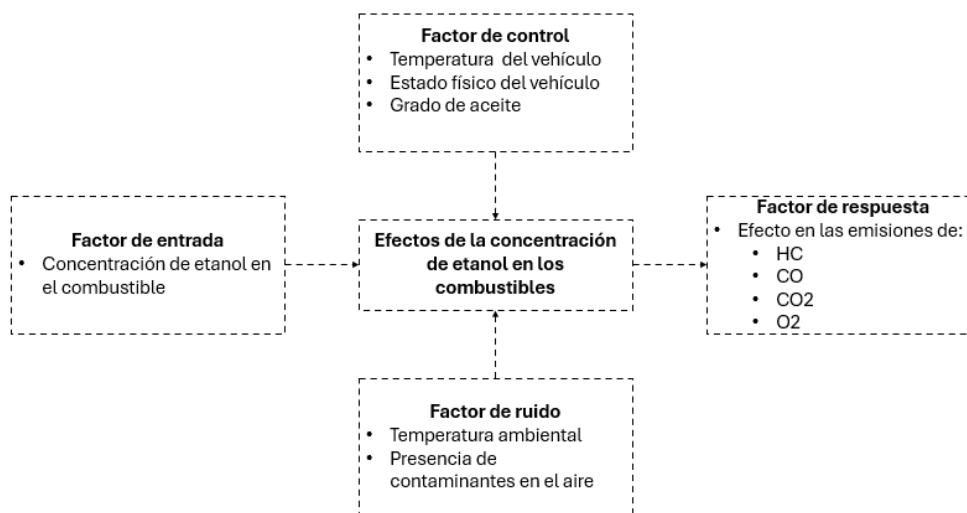 Factor de control
• Temperatura del vehículo
• Estado físico del vehículo
• Grado de aceite
Factor de entrada
• Concentración de etanol en
el combustible
Efectos de la concentración
de etanol en los
combustibles
Factor de respuesta
• Efecto en las emisiones de:
• HC
• CO
• CO2
• O2
Factor de ruido
• Temperatura ambiental
• Presencia de
contaminantes en el aire